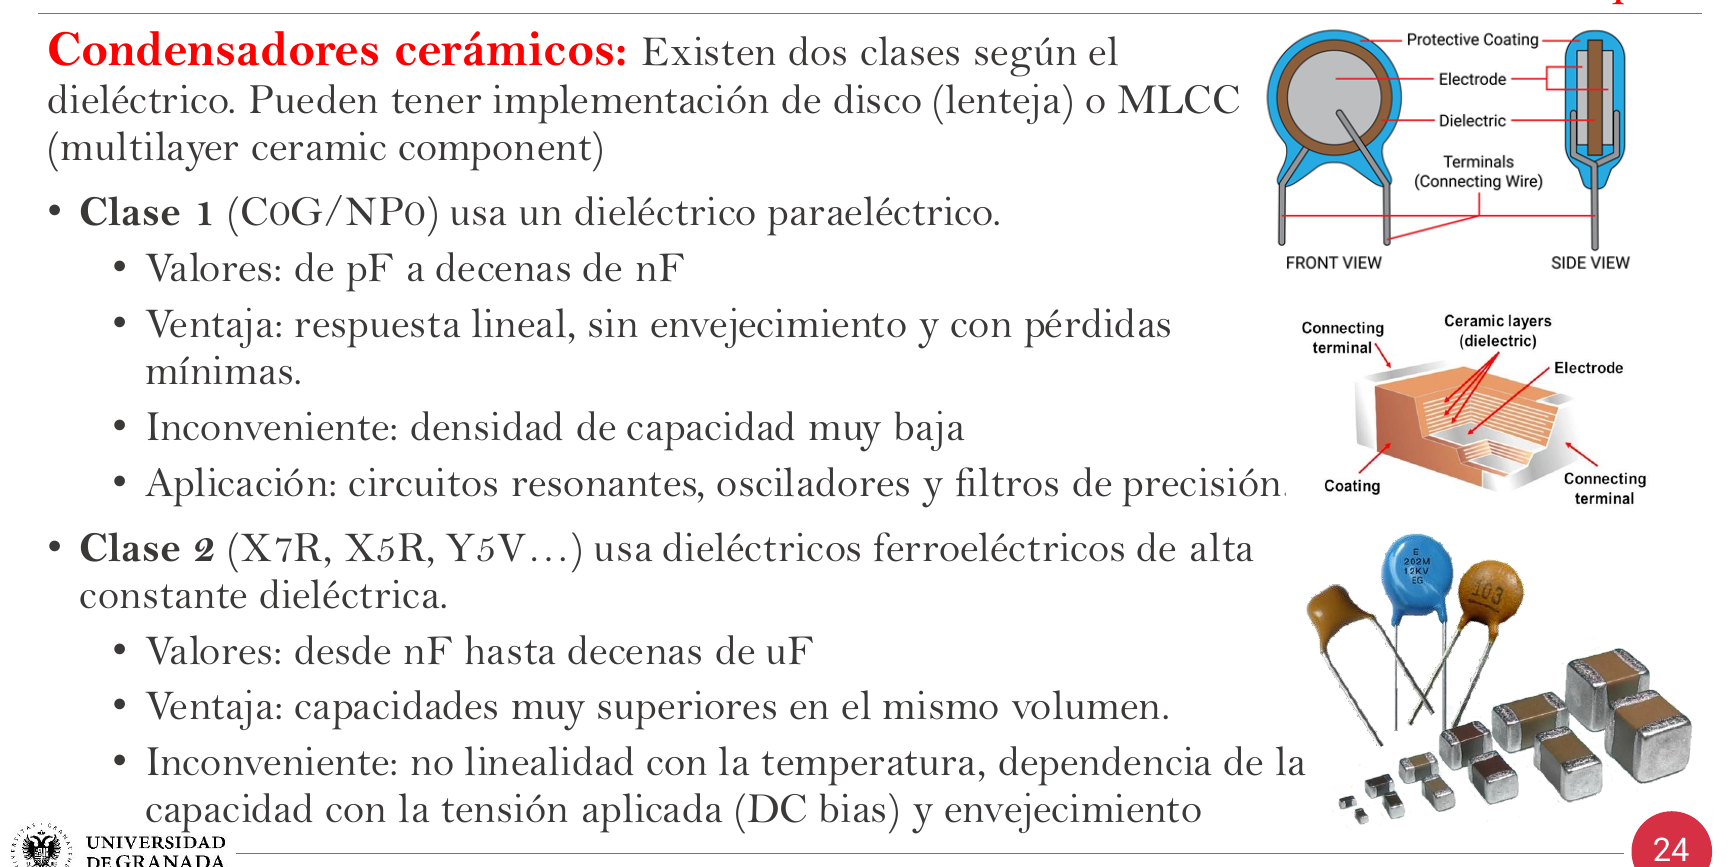 Condensadores cerámicos: Existen dos clases según el
dieléctrico. Pueden tener implementación de disco (lenteja) o MLCC
(multilayer ceramic component)
• Clase 1 (C0G/NP0) usa un dieléctrico paraeléctrico.
• Valores: de pF a decenas de nF
• Ventaja: respuesta lineal, sin envejecimiento y con pérdidas
mínimas.
• Inconveniente: densidad de capacidad muy baja
• Aplicación: circuitos resonantes, osciladores y filtros de precisión.
• Clase 2 (X7R, X5R, Y5V…) usa dieléctricos ferroeléctricos de alta
constante dieléctrica.
• Valores: desde nF hasta decenas de uF
• Ventaja: capacidades muy superiores en el mismo volumen.
• Inconveniente: no linealidad con la temperatura, dependencia de la
capacidad con la tensión aplicada (DC bias) y envejecimiento
Protective Coating
Electrode
Dielectric
Terminals
(Connecting Wire)
FRONT VIEW
SIDE VIEW
Connecting
terminal
Ceramic layers
(dielectric)
Electrode
Coating
Connecting
terminal
E
202M
12KV
EG
103
UNIVERSIDAD
DE GRANADA
24